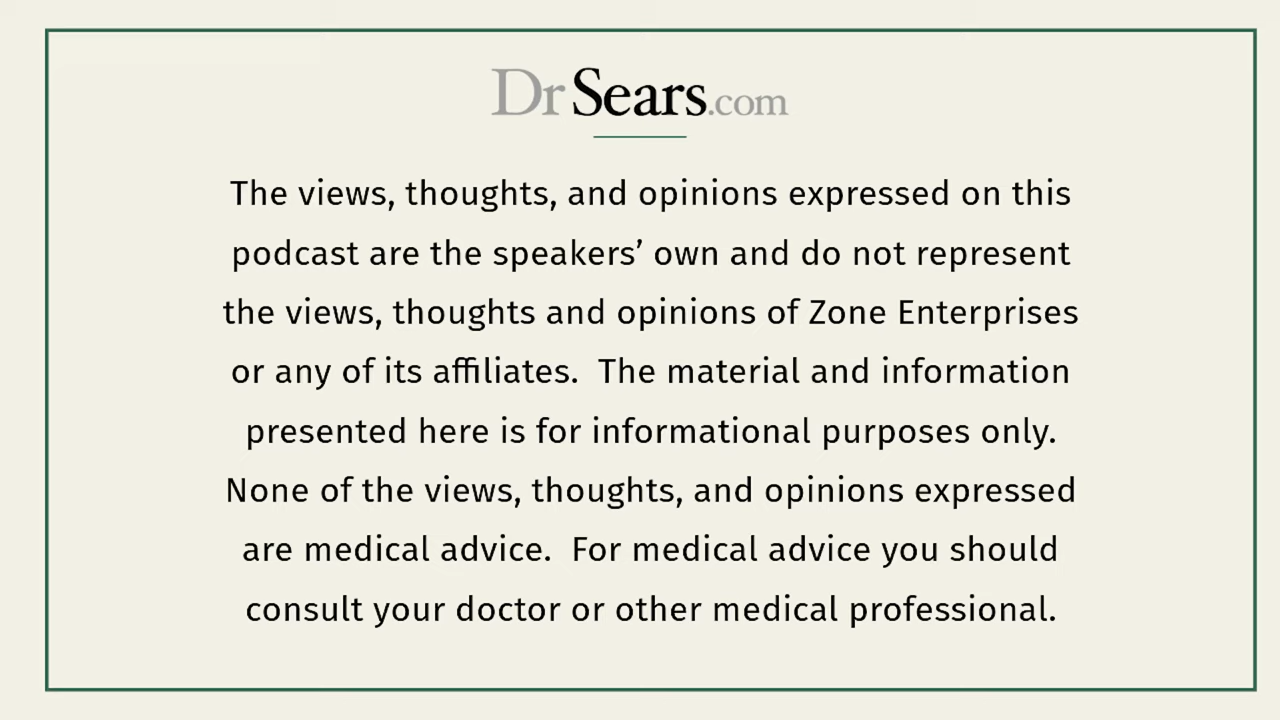 DrSears.com
The views, thoughts, and opinions expressed on this
podcast are the speakers’ own and do not represent
the views, thoughts and opinions of Zone Enterprises
or any of its affiliates.  The material and information
presented here is for informational purposes only.
None of the views, thoughts, and opinions expressed
are medical advice.  For medical advice you should
consult your doctor or other medical professional.